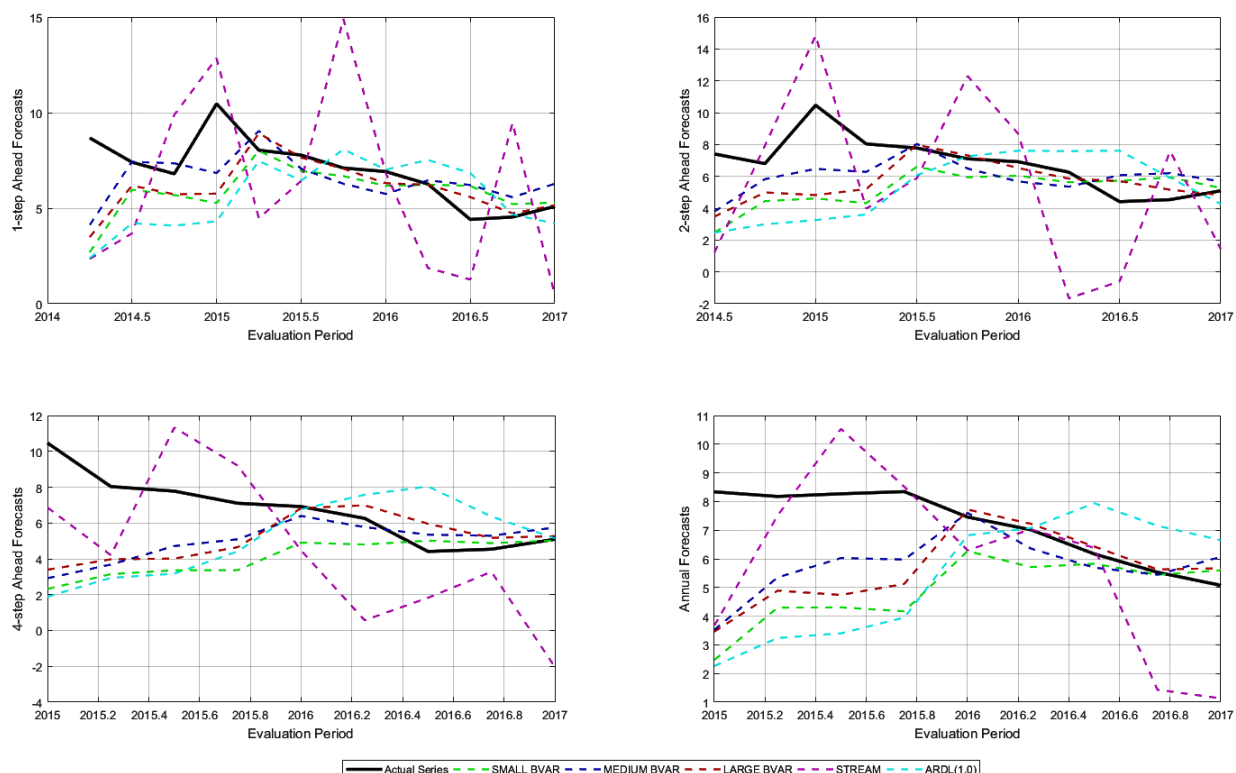 15
10
5
0
1-step Ahead Forecasts
2014 2014.5 2015 2015.5 2016 2016.5 2017
Evaluation Period
16
14
12
10
8
6
4
2
0
-2
2-step Ahead Forecasts
2014.5 2015 2015.5 2016 2016.5 2017
Evaluation Period
12
10
8
6
4
2
0
-2
-4
4-step Ahead Forecasts
2015 2015.2 2015.4 2015.6 2015.8 2016 2016.2 2016.4 2016.6 2016.8 2017
Evaluation Period
11
10
9
8
7
6
5
4
3
2
1
Annual Forecasts
2015 2015.2 2015.4 2015.6 2015.8 2016 2016.2 2016.4 2016.6 2016.8 2017
Evaluation Period
Actual Series SMALL BVAR MEDIUM BVAR LARGE BVAR STREAM ARDL(1,0)